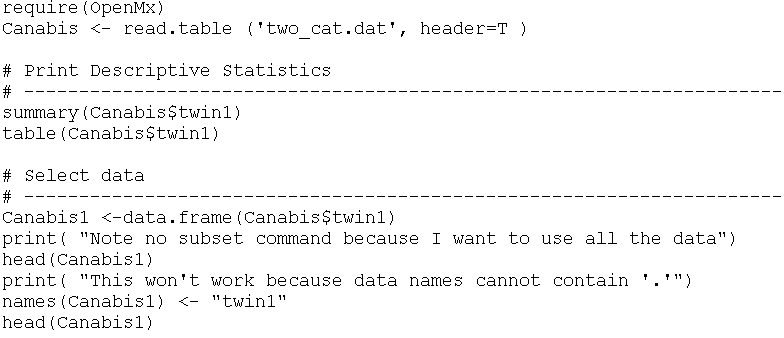 require(OpenMx)
Canabis <- read.table ('two_cat.dat', header=T )
# Print Descriptive Statistics
# -----------------------------------------------------------------------
summary(Canabis$twin1)
table(Canabis$twin1)
# Select data
# -----------------------------------------------------------------------
Canabis1 <-data.frame(Canabis$twin1)
print( "Note no subset command because I want to use all the data")
head(Canabis1)
print( "This won't work because data names cannot contain '.'")
names(Canabis1) <- "twin1"
head(Canabis1)